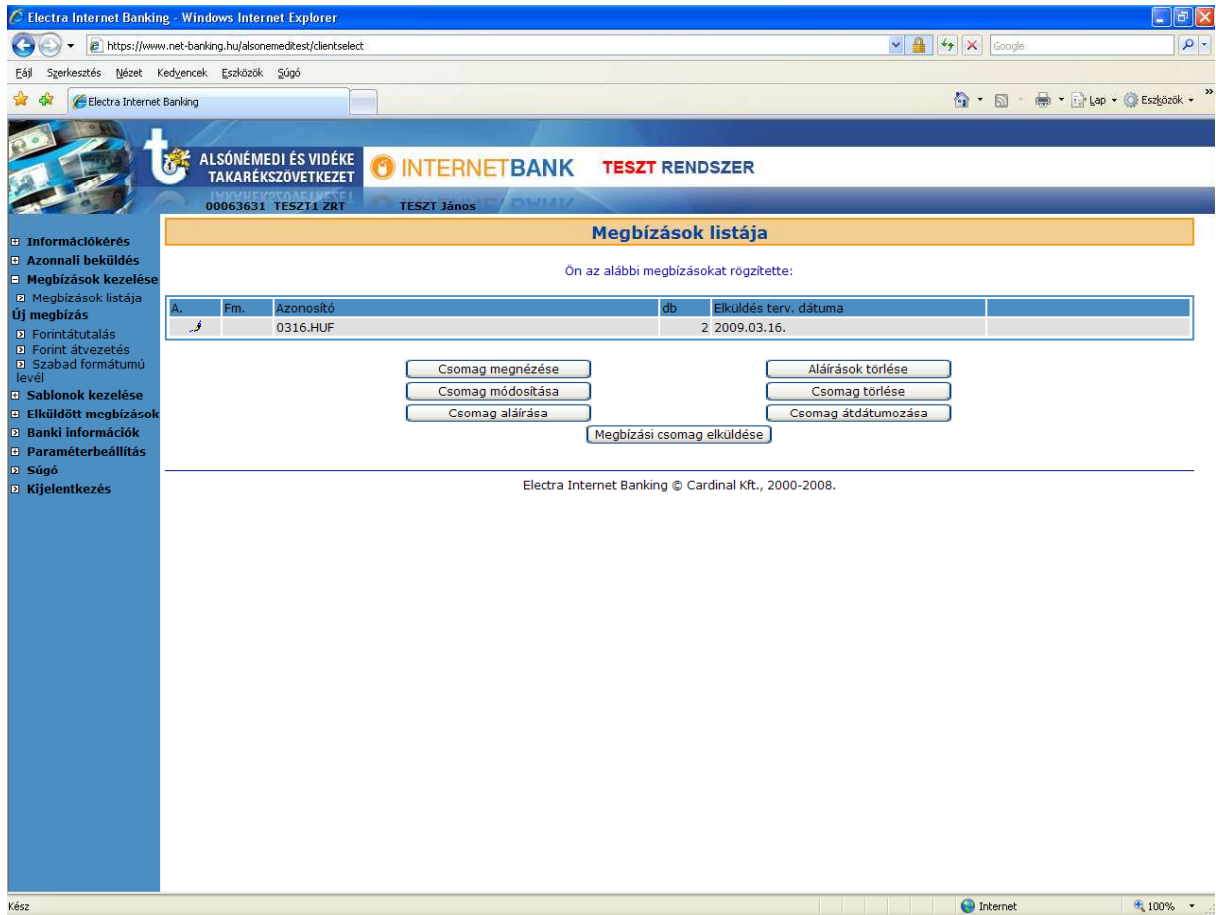 Electra Internet Banking - Windows Internet Explorer
https://www.net-banking.hu/alsonemeditest/clientselect
Google
Fájl Szerkesztés Nézet Kedvencek Eszközök Súgó
Electra Internet Banking
Lap Eszközök
ALSÓNÉMEDI ÉS VIDÉKE
TAKARÉKSZÖVETKEZET
INTERNETBANK TESZT RENDSZER
00063631 TESZT1 ZRT TESZT János
Információkérés
Azonnali beküldés
Megbízások kezelése
Megbízások listája
Új megbízás
Forintátutalás
Forint átvezetés
Szabad formátumú
levél
Sablonok kezelése
Elküldött megbízások
Banki információk
Paraméterbeállítás
Súgó
Kijelentkezés
Megbízások listája
Ön az alábbi megbízásokat rögzítette:
A. Fm. Azonosító db Elküldés terv. dátuma
0316.HUF 2 2009.03.16.
Csomag megnézése Aláírások törlése
Csomag módosítása Csomag törlése
Csomag aláírása Csomag átdátumozása
Megbízási csomag elküldése
Electra Internet Banking © Cardinal Kft., 2000-2008.
Kész Internet 100%